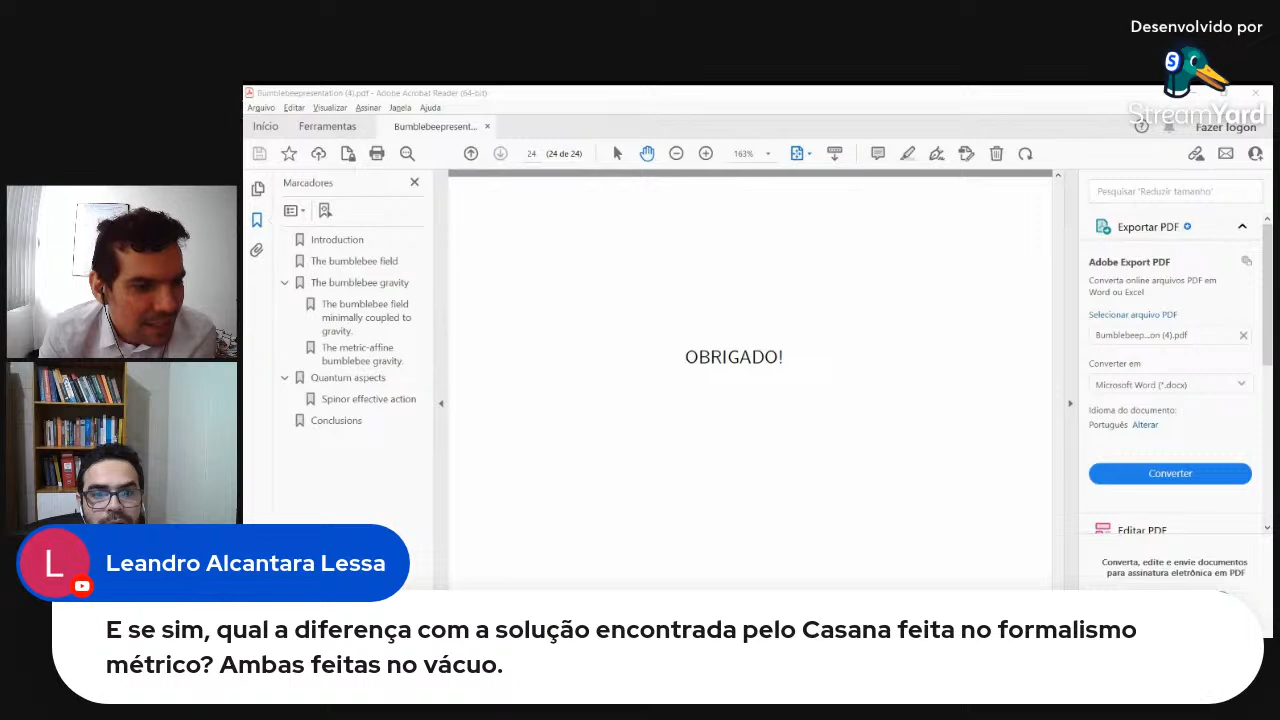 Desenvolvido por
StreamYard
Bumblebeepresentation (4).pdf - Adobe Acrobat Reader (64-bit)
Arquivo Editar Visualizar Assinar Janela Ajuda
Início Ferramentas Bumblebeepresent... × Fazer logon
24 (24 de 24) 163%
Marcadores
Introduction
The bumblebee field
The bumblebee gravity
The bumblebee field
minimally coupled to
gravity.
The metric-affine
bumblebee gravity.
Quantum aspects
Spinor effective action
Conclusions
OBRIGADO!
Pesquisar 'Reduzir tamanho'
Exportar PDF
Adobe Export PDF
Converta online arquivos PDF em
Word ou Excel
Selecionar arquivo PDF
Bumblebeep...on (4).pdf
Converter em
Microsoft Word (*.docx)
Idioma do documento:
Português Alterar
Converter
Editar PDF
Converta, edite e envie documentos
para assinatura eletrônica em PDF
L
Leandro Alcantara Lessa
E se sim, qual a diferença com a solução encontrada pelo Casana feita no formalismo
métrico? Ambas feitas no vácuo.